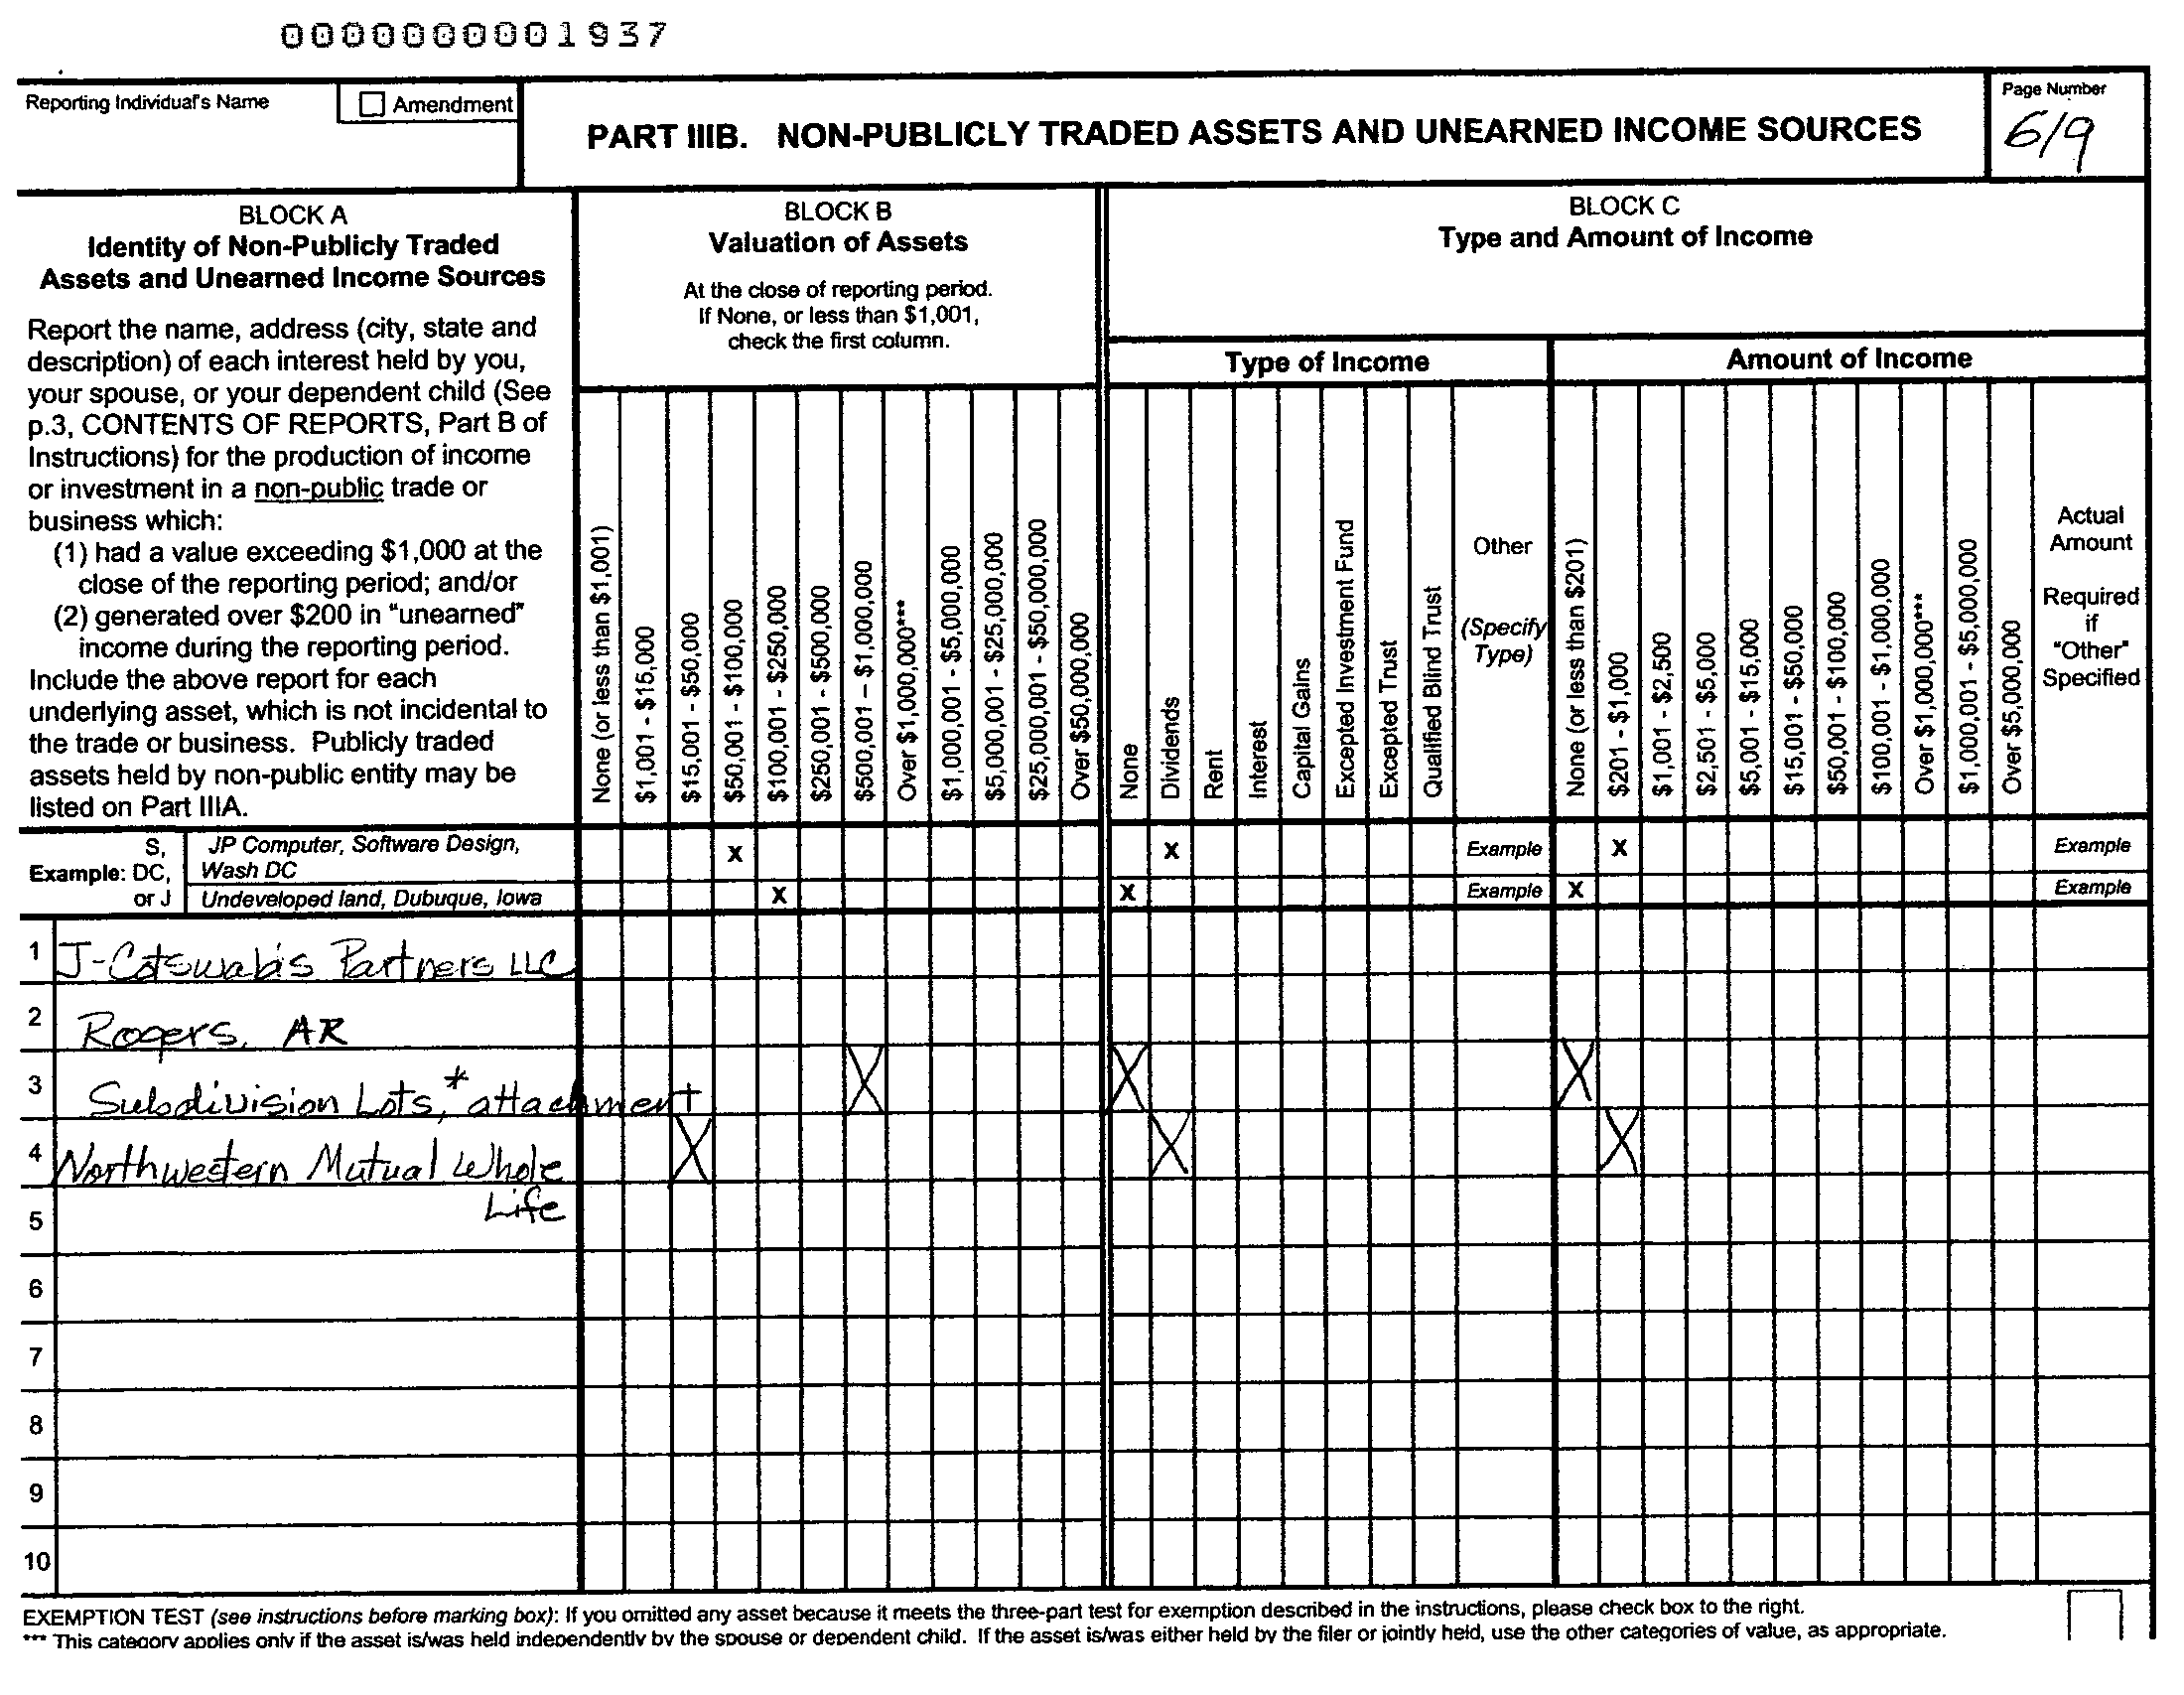 0000000001937
Reporting Individual's Name
Amendment
PART IIIB. NON-PUBLICLY TRADED ASSETS AND UNEARNED INCOME SOURCES
Page Number
6/9
BLOCK A
Identity of Non-Publicly Traded
Assets and Unearned Income Sources
Report the name, address (city, state and
description) of each interest held by you,
your spouse, or your dependent child (See
p.3, CONTENTS OF REPORTS, Part B of
Instructions) for the production of income
or investment in a non-public trade or
business which:
(1) had a value exceeding $1,000 at the
close of the reporting period; and/or
(2) generated over $200 in "unearned"
income during the reporting period.
Include the above report for each
underlying asset, which is not incidental to
the trade or business. Publicly traded
assets held by non-public entity may be
listed on Part IIIA.
BLOCK B
Valuation of Assets
At the close of reporting period.
If None, or less than $1,001,
check the first column.
None (or less than $1,001)
$1,001 - $15,000
$15,001 - $50,000
$50,001 - $100,000
$100,001 - $250,000
$250,001 - $500,000
$500,001 – $1,000,000
Over $1,000,000***
$1,000,001 - $5,000,000
$5,000,001 - $25,000,000
$25,000,001 - $50,000,000
Over $50,000,000
BLOCK C
Type and Amount of Income
Type of Income
None
Dividends
Rent
Interest
Capital Gains
Excepted Investment Fund
Excepted Trust
Qualified Blind Trust
Other
(Specify
Type)
Amount of Income
None (or less than $201)
$201 - $1,000
$1,001 - $2,500
$2,501 - $5,000
$5,001 - $15,000
$15,001 - $50,000
$50,001 - $100,000
$100,001 - $1,000,000
Over $1,000,000***
$1,000,001 - $5,000,000
Over $5,000,000
Actual
Amount
Required
if
"Other"
Specified
S,
Example: DC,
or J
JP Computer, Software Design,
Wash DC
X X Example X Example
Undeveloped land, Dubuque, Iowa X X Example X Example
1 J-Cotswalds Partners LLC
2 Rogers, AR
3 Subdivision Lots,* attachment X X X
4 Northwestern Mutual Whole X X X
Life
5
6
7
8
9
10
EXEMPTION TEST (see instructions before marking box): If you omitted any asset because it meets the three-part test for exemption described in the instructions, please check box to the right.
*** This category applies only if the asset is/was held independently by the spouse or dependent child. If the asset is/was either held by the filer or jointly held, use the other categories of value, as appropriate.